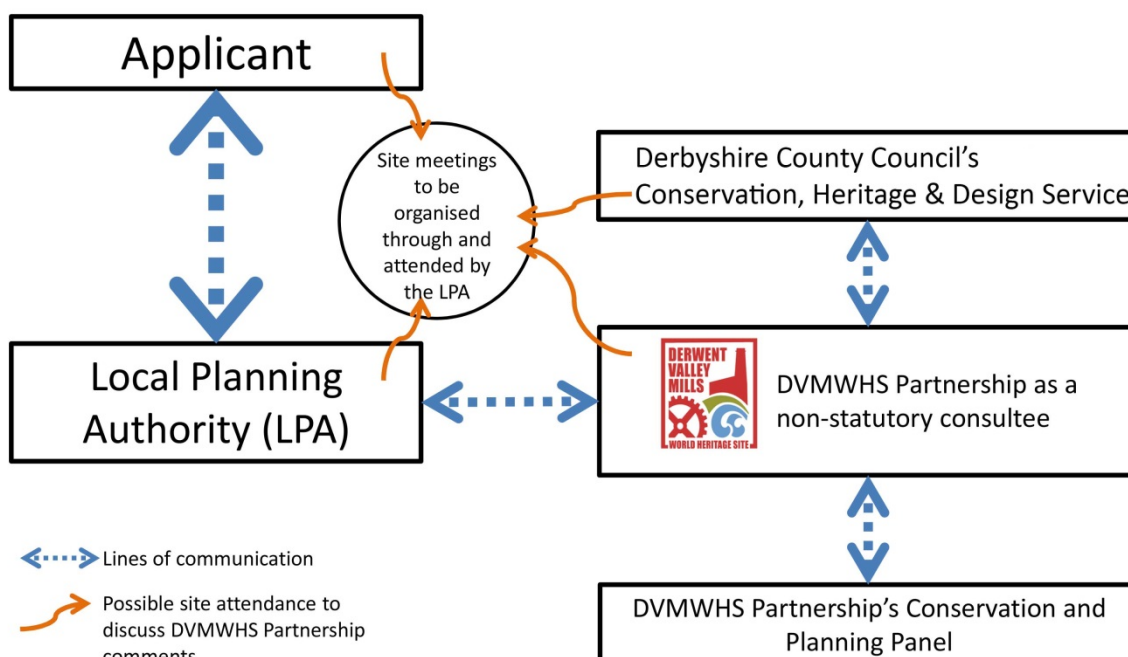 Applicant
Site meetings
to be
organised
through and
attended by
the LPA
Derbyshire County Council's
Conservation, Heritage & Design Service
Local Planning
Authority (LPA)
DERWENT
VALLEY
MILLS
WORLD HERITAGE SITE
DVMWHS Partnership as a
non-statutory consultee
Lines of communication
Possible site attendance to
discuss DVMWHS Partnership
comments
DVMWHS Partnership's Conservation and
Planning Panel